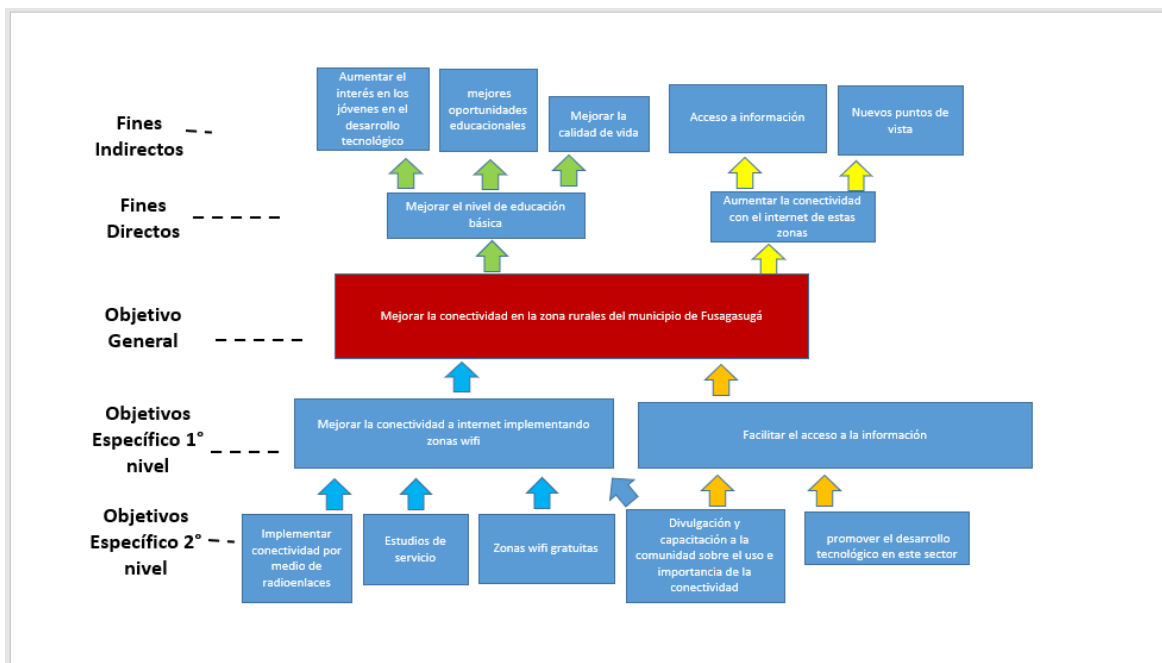 Fines
Indirectos
Aumentar el
interés en los
jóvenes en el
desarrollo
tecnológico
mejores
oportunidades
educacionales
Mejorar la
calidad de vida
Acceso a información
Nuevos puntos de
vista
Fines
Directos
Mejorar el nivel de educación
básica
Aumentar la conectividad
con el internet de estas
zonas
Objetivo
General
Mejorar la conectividad en la zona rurales del municipio de Fusagasugá
Objetivos
Específico 1°
nivel
Mejorar la conectividad a internet implementando
zonas wifi
Facilitar el acceso a la información
Objetivos
Específico 2°
nivel
Implementar
conectividad por
medio de
radioenlaces
Estudios de
servicio
Zonas wifi gratuitas
Divulgación y
capacitación a la
comunidad sobre el uso e
importancia de la
conectividad
promover el desarrollo
tecnológico en este sector